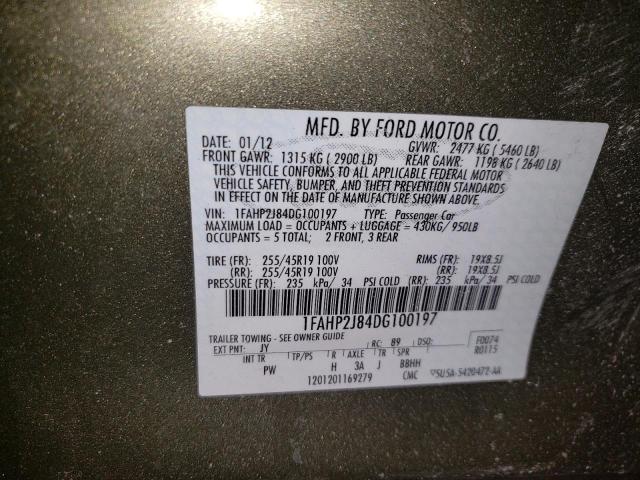 MFD. BY FORD MOTOR CO.
DATE: 01/12 GVWR: 2477 KG ( 5460 LB)
FRONT GAWR: 1315 KG ( 2900 LB) REAR GAWR: 1198 KG ( 2640 LB)
THIS VEHICLE CONFORMS TO ALL APPLICABLE FEDERAL MOTOR
VEHICLE SAFETY, BUMPER, AND THEFT PREVENTION STANDARDS
IN EFFECT ON THE DATE OF MANUFACTURE SHOWN ABOVE.
VIN: 1FAHP2J84DG100197 TYPE: Passenger Car
MAXIMUM LOAD = OCCUPANTS + LUGGAGE = 430KG/ 950LB
OCCUPANTS = 5 TOTAL; 2 FRONT, 3 REAR
TIRE (FR): 255/45R19 100V RIMS (FR): 19X8.5J
(RR): 255/45R19 100V (RR): 19X8.5J
PRESSURE (FR): 235 kPa/ 34 PSI COLD (RR): 235 kPa/ 34 PSI COLD
1FAHP2J84DG100197
TRAILER TOWING - SEE OWNER GUIDE
EXT PNT: JY RC: 89 DSO: F0074
INT TR TP/PS R AXLE TR SPR R0115
PW H 3A J BBHH
1201201169279 CMC 5U5A-5420472-AA